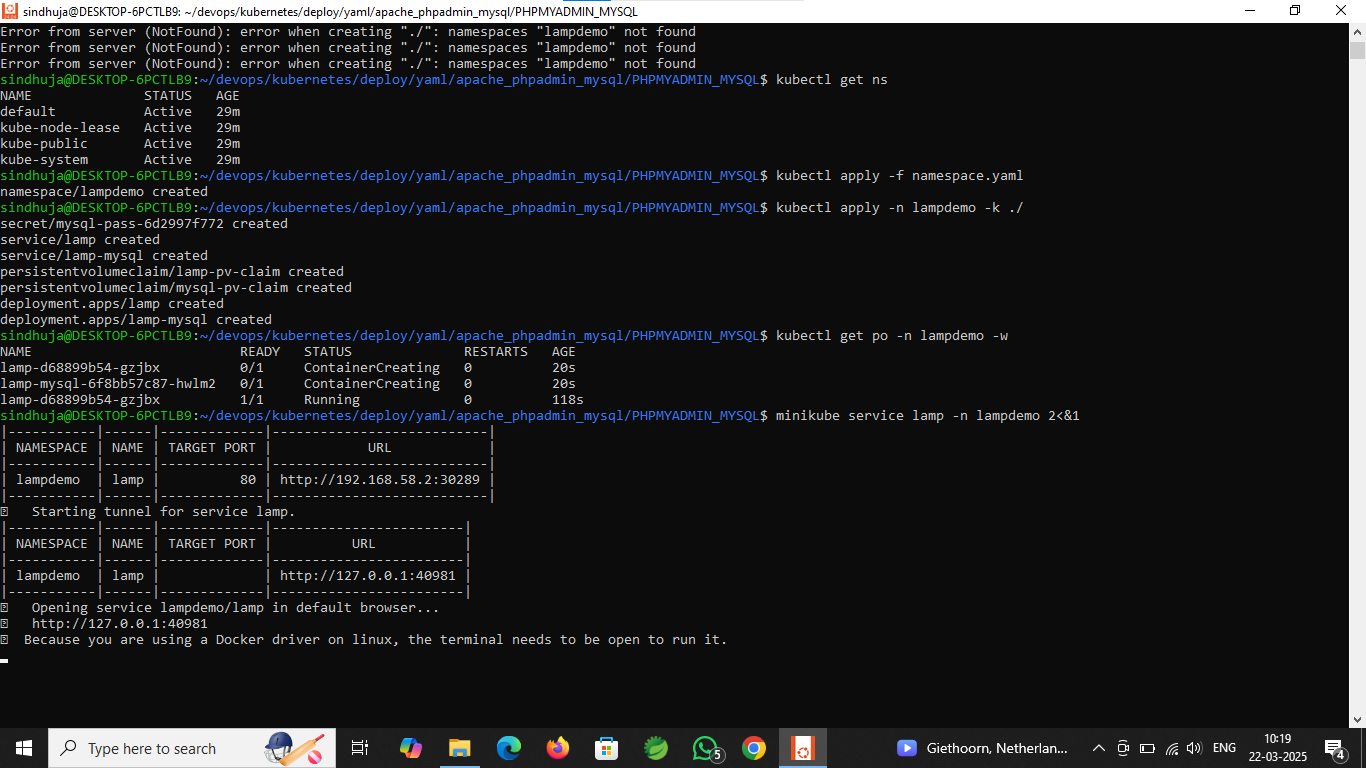 sindhuja@DESKTOP-6PCTLB9: ~/devops/kubernetes/deploy/yaml/apache_phpadmin_mysql/PHPMYADMIN_MYSQL
Error from server (NotFound): error when creating "./": namespaces "lampdemo" not found
Error from server (NotFound): error when creating "./": namespaces "lampdemo" not found
Error from server (NotFound): error when creating "./": namespaces "lampdemo" not found
sindhuja@DESKTOP-6PCTLB9:~/devops/kubernetes/deploy/yaml/apache_phpadmin_mysql/PHPMYADMIN_MYSQL$ kubectl get ns
NAME              STATUS   AGE
default           Active   29m
kube-node-lease   Active   29m
kube-public       Active   29m
kube-system       Active   29m
sindhuja@DESKTOP-6PCTLB9:~/devops/kubernetes/deploy/yaml/apache_phpadmin_mysql/PHPMYADMIN_MYSQL$ kubectl apply -f namespace.yaml
namespace/lampdemo created
sindhuja@DESKTOP-6PCTLB9:~/devops/kubernetes/deploy/yaml/apache_phpadmin_mysql/PHPMYADMIN_MYSQL$ kubectl apply -n lampdemo -k ./
secret/mysql-pass-6d2997f772 created
service/lamp created
service/lamp-mysql created
persistentvolumeclaim/lamp-pv-claim created
persistentvolumeclaim/mysql-pv-claim created
deployment.apps/lamp created
deployment.apps/lamp-mysql created
sindhuja@DESKTOP-6PCTLB9:~/devops/kubernetes/deploy/yaml/apache_phpadmin_mysql/PHPMYADMIN_MYSQL$ kubectl get po -n lampdemo -w
NAME                          READY   STATUS              RESTARTS   AGE
lamp-d68899b54-gzjbx          0/1     ContainerCreating   0          20s
lamp-mysql-6f8bb57c87-hwlm2   0/1     ContainerCreating   0          20s
lamp-d68899b54-gzjbx          1/1     Running             0          118s
sindhuja@DESKTOP-6PCTLB9:~/devops/kubernetes/deploy/yaml/apache_phpadmin_mysql/PHPMYADMIN_MYSQL$ minikube service lamp -n lampdemo 2<&1
|-----------|------|-------------|---------------------------|
| NAMESPACE | NAME | TARGET PORT |            URL            |
|-----------|------|-------------|---------------------------|
| lampdemo  | lamp |          80 | http://192.168.58.2:30289 |
|-----------|------|-------------|---------------------------|
Starting tunnel for service lamp.
|-----------|------|-------------|------------------------|
| NAMESPACE | NAME | TARGET PORT |          URL           |
|-----------|------|-------------|------------------------|
| lampdemo  | lamp |             | http://127.0.0.1:40981 |
|-----------|------|-------------|------------------------|
Opening service lampdemo/lamp in default browser...
http://127.0.0.1:40981
Because you are using a Docker driver on linux, the terminal needs to be open to run it.
Type here to search
5
Giethoorn, Netherlan...
ENG
10:19
22-03-2025
4